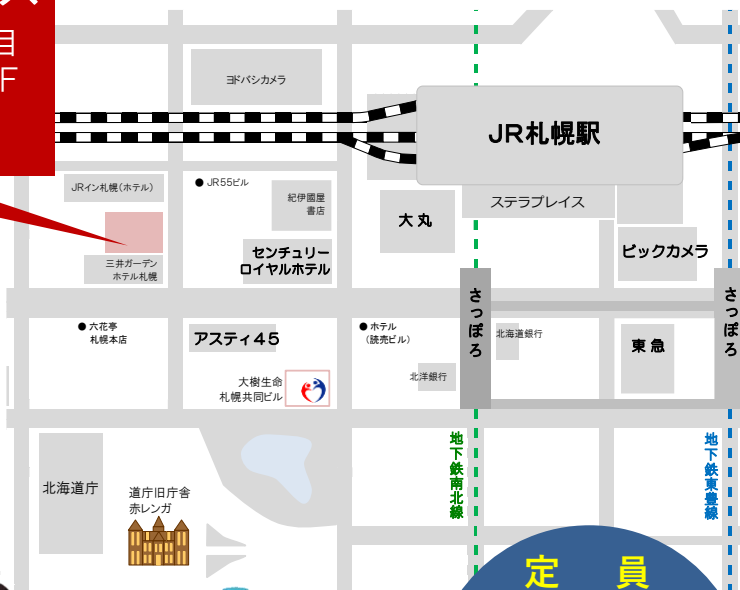 目
F
ヨドバシカメラ
JR札幌駅
JRイン札幌(ホテル)
● JR55ビル
紀伊國屋
書店
大丸
ステラプレイス
三井ガーデン
ホテル札幌
センチュリー
ロイヤルホテル
ビックカメラ
さっぽろ
さっぽろ
● 六花亭
札幌本店
アスティ45
● ホテル
(読売ビル)
北海道銀行
東急
大樹生命
札幌共同ビル
北洋銀行
地下鉄南北線
地下鉄東豊線
北海道庁
道庁旧庁舎
赤レンガ
定員